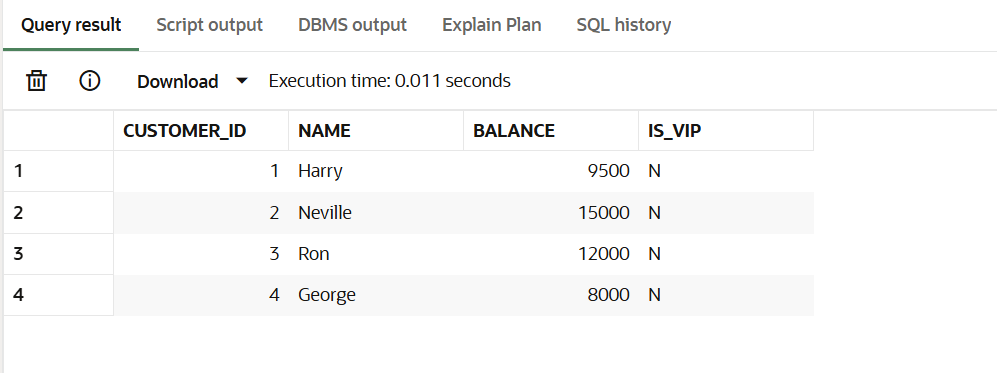 Query result Script output DBMS output Explain Plan SQL history
Download Execution time: 0.011 seconds
CUSTOMER_ID NAME BALANCE IS_VIP
1 1 Harry 9500 N
2 2 Neville 15000 N
3 3 Ron 12000 N
4 4 George 8000 N